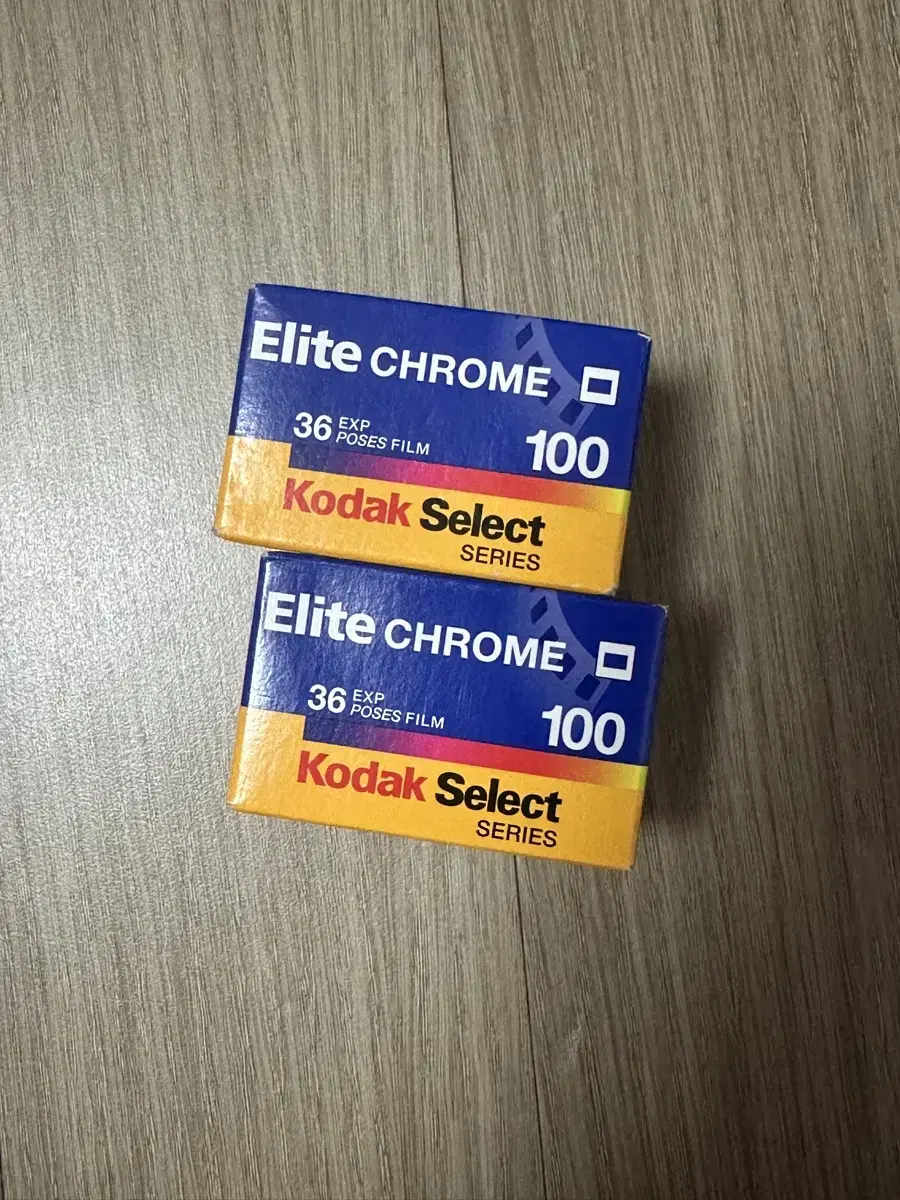 Elite CHROME
36 EXP
POSES FILM
100
Kodak Select
SERIES
Elite CHROME
36 EXP
POSES FILM
100
Kodak Select
SERIES